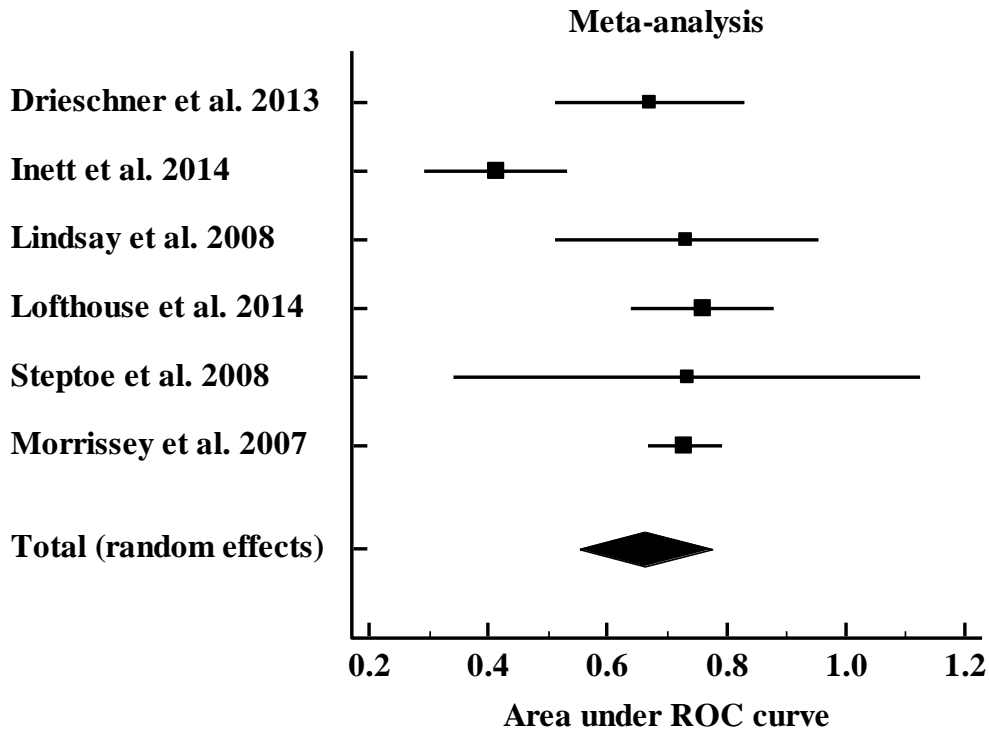 Meta-analysis
Drieschner et al. 2013
Inett et al. 2014
Lindsay et al. 2008
Lofthouse et al. 2014
Steptoe et al. 2008
Morrissey et al. 2007
Total (random effects)
0.2 0.4 0.6 0.8 1.0 1.2
Area under ROC curve